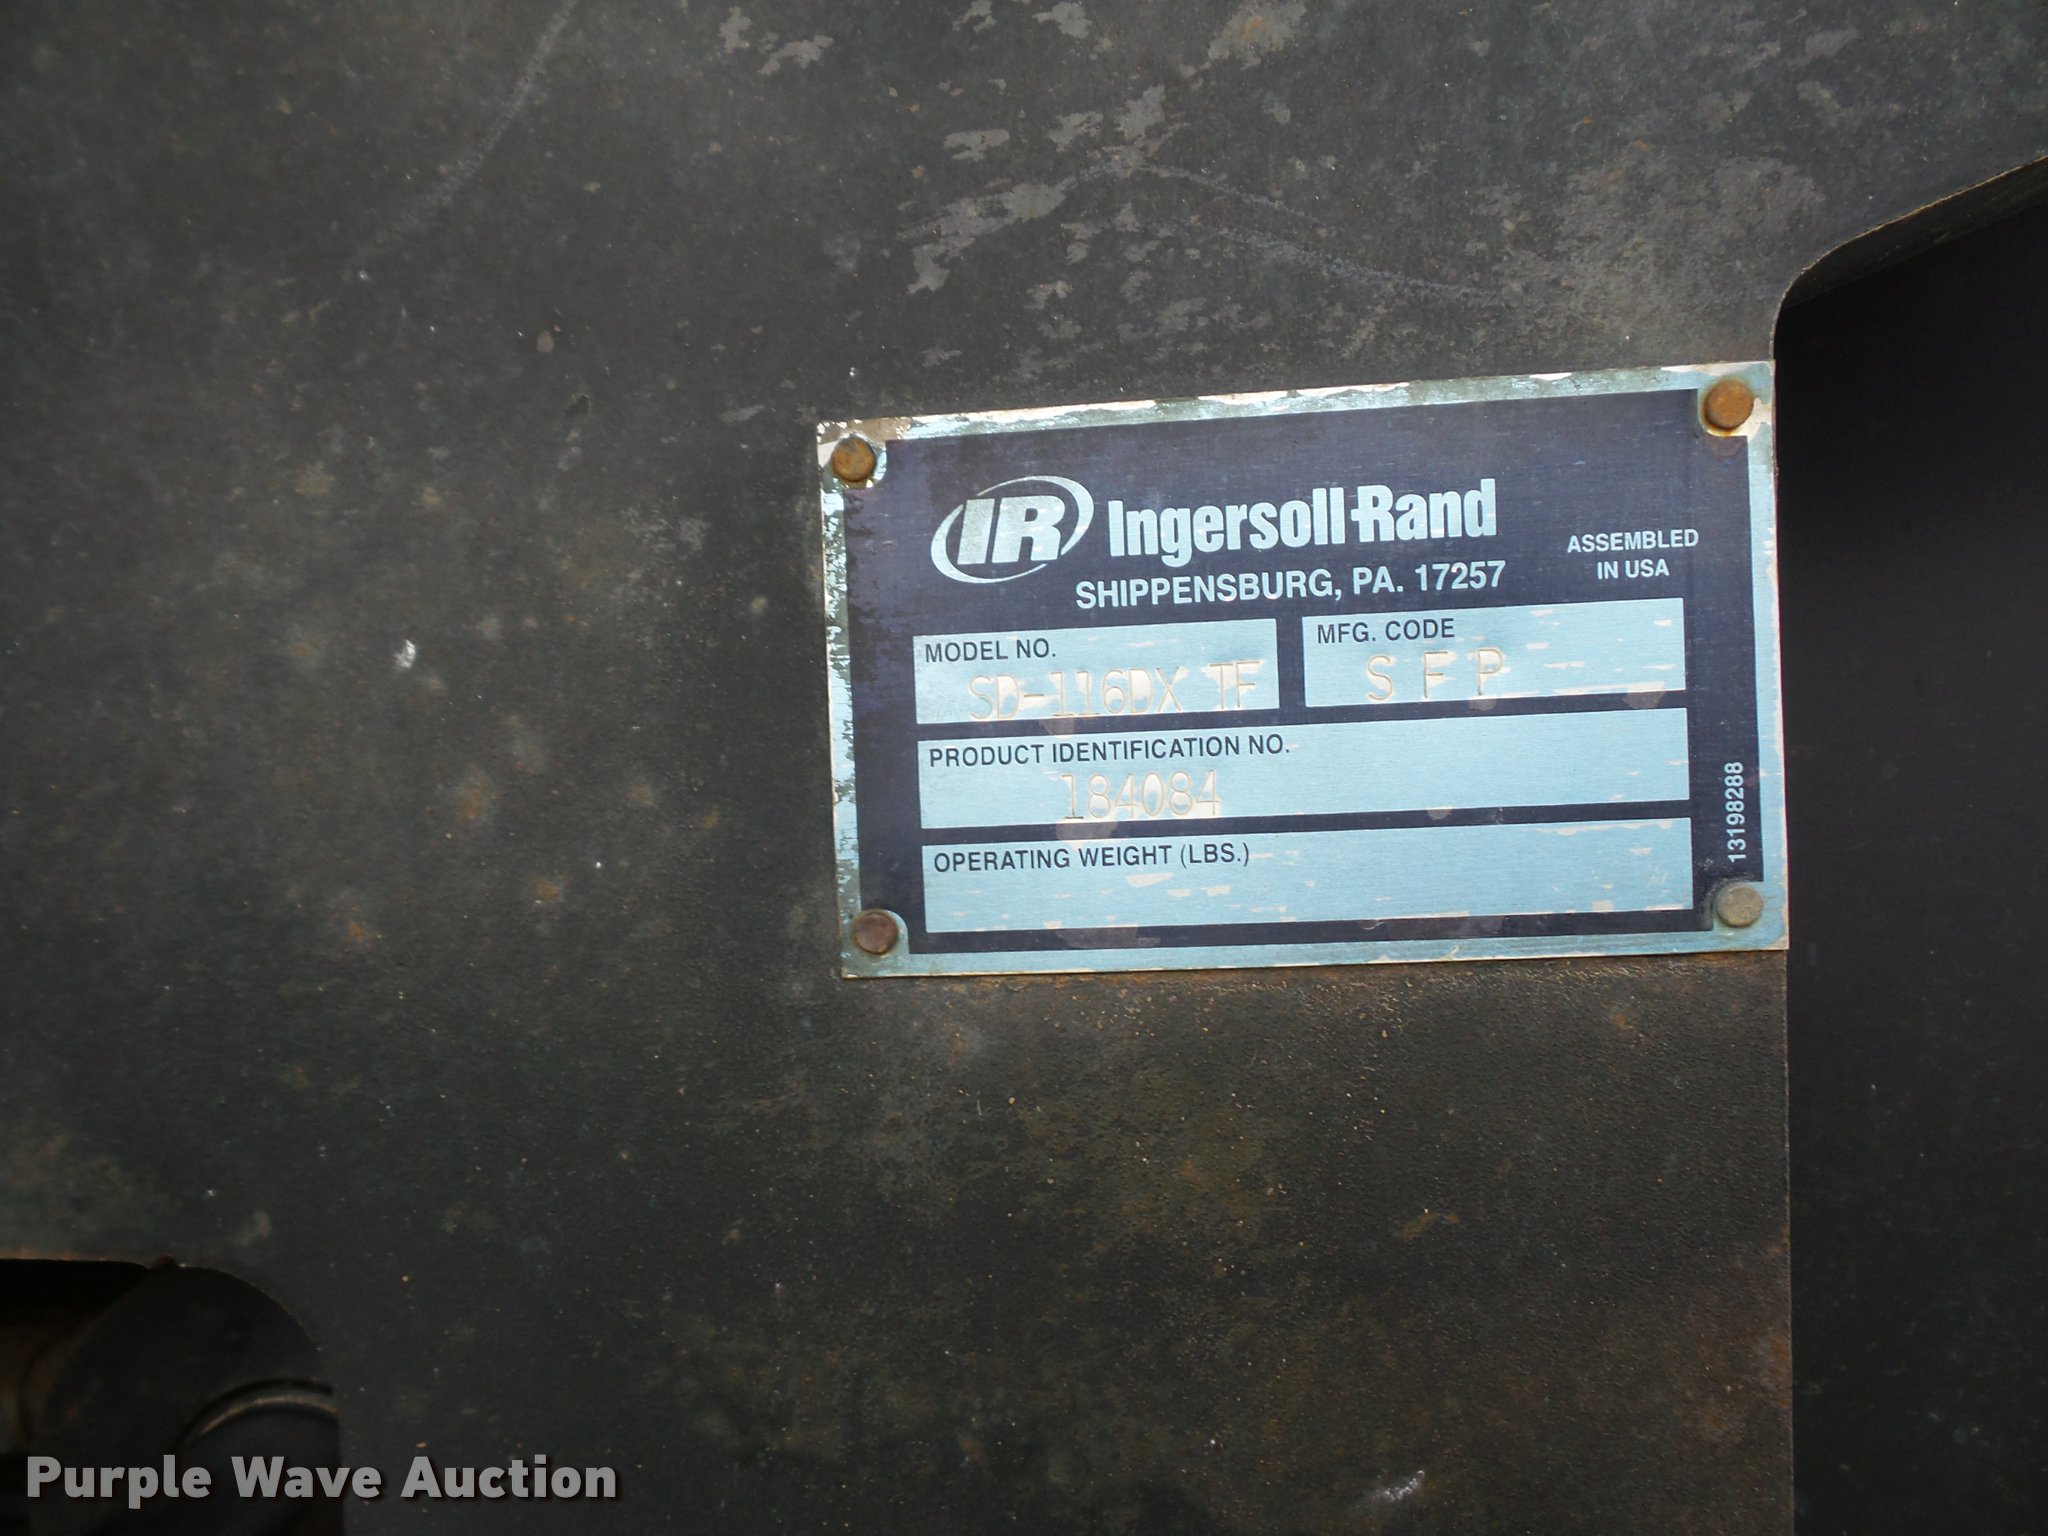 IR Ingersoll-Rand
SHIPPENSBURG, PA. 17257
ASSEMBLED
IN USA
MODEL NO.
SD-116DX TF
MFG. CODE
SFP
PRODUCT IDENTIFICATION NO.
184084
OPERATING WEIGHT (LBS.)
13198288
Purple Wave Auction